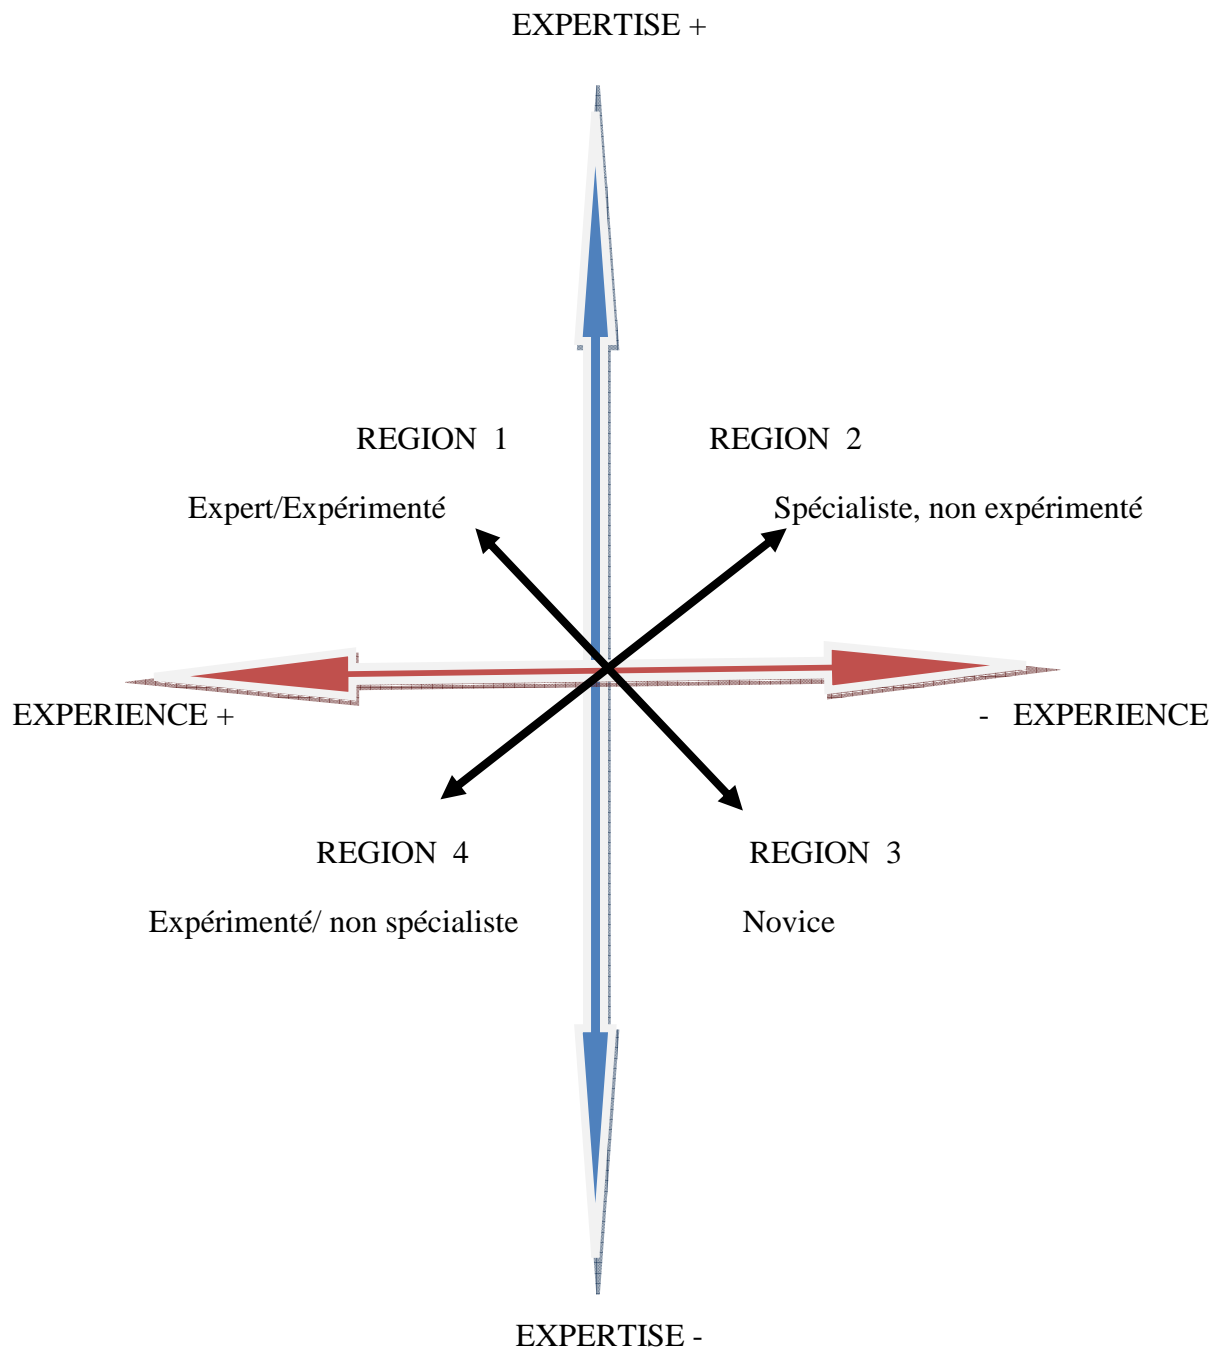 EXPERTISE +
REGION 1
REGION 2
Expert/Expérimenté
Spécialiste, non expérimenté
EXPERIENCE +
- EXPERIENCE
REGION 4
REGION 3
Expérimenté/ non spécialiste
Novice
EXPERTISE -